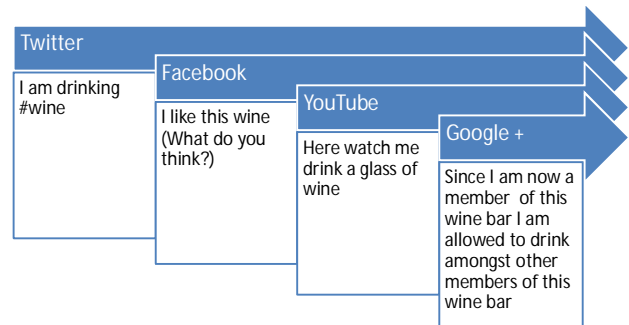 Twitter
I am drinking
#wine
Facebook
I like this wine
(What do you
think?)
YouTube
Here watch me
drink a glass of
wine
Google +
Since I am now a
member of this
wine bar I am
allowed to drink
amongst other
members of this
wine bar